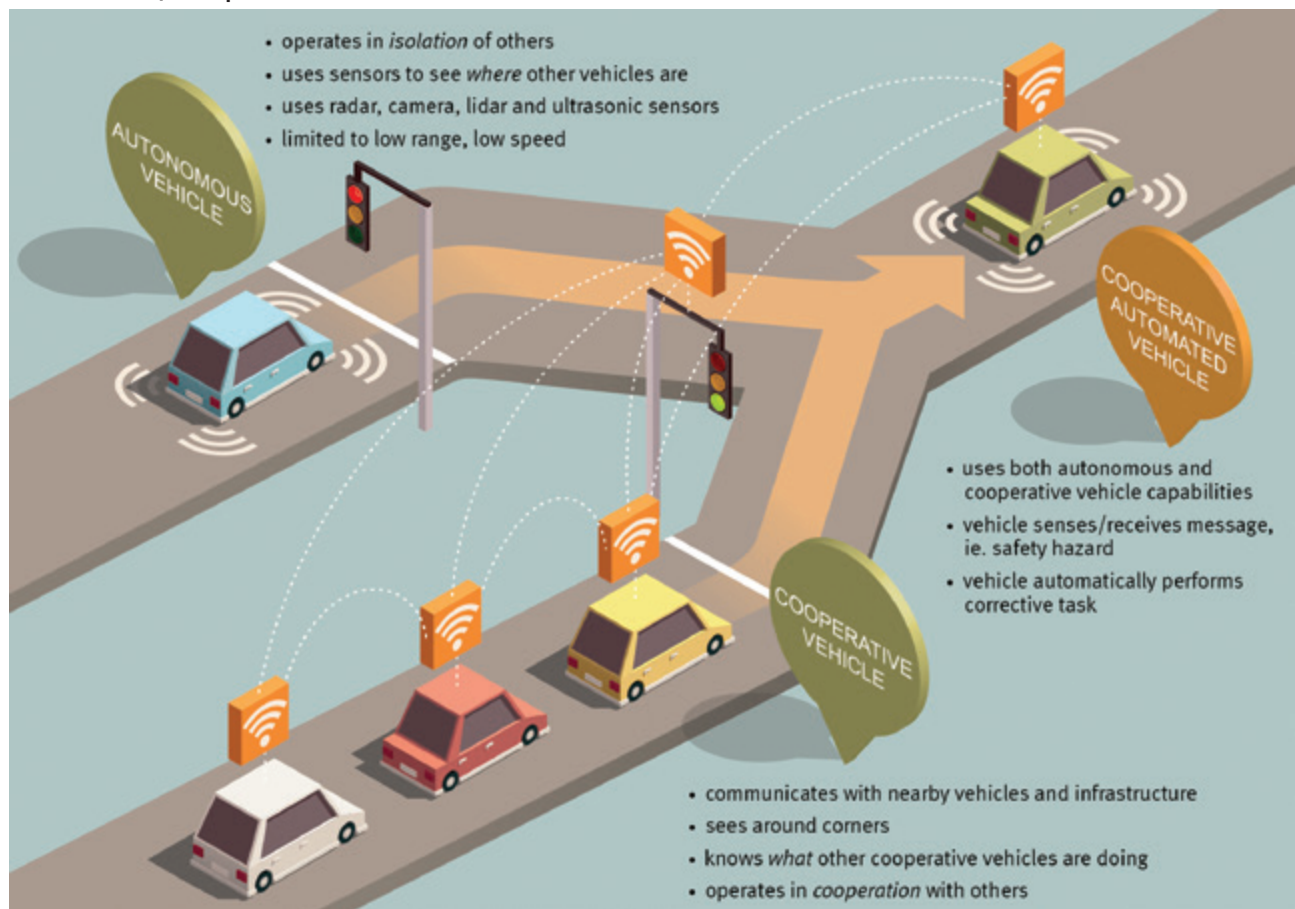 • operates in isolation of others
• uses sensors to see where other vehicles are
• uses radar, camera, lidar and ultrasonic sensors
• limited to low range, low speed
AUTONOMOUS
VEHICLE
COOPERATIVE
AUTOMATED
VEHICLE
• uses both autonomous and
cooperative vehicle capabilities
• vehicle senses/receives message,
ie. safety hazard
• vehicle automatically performs
corrective task
COOPERATIVE
VEHICLE
• communicates with nearby vehicles and infrastructure
• sees around corners
• knows what other cooperative vehicles are doing
• operates in cooperation with others